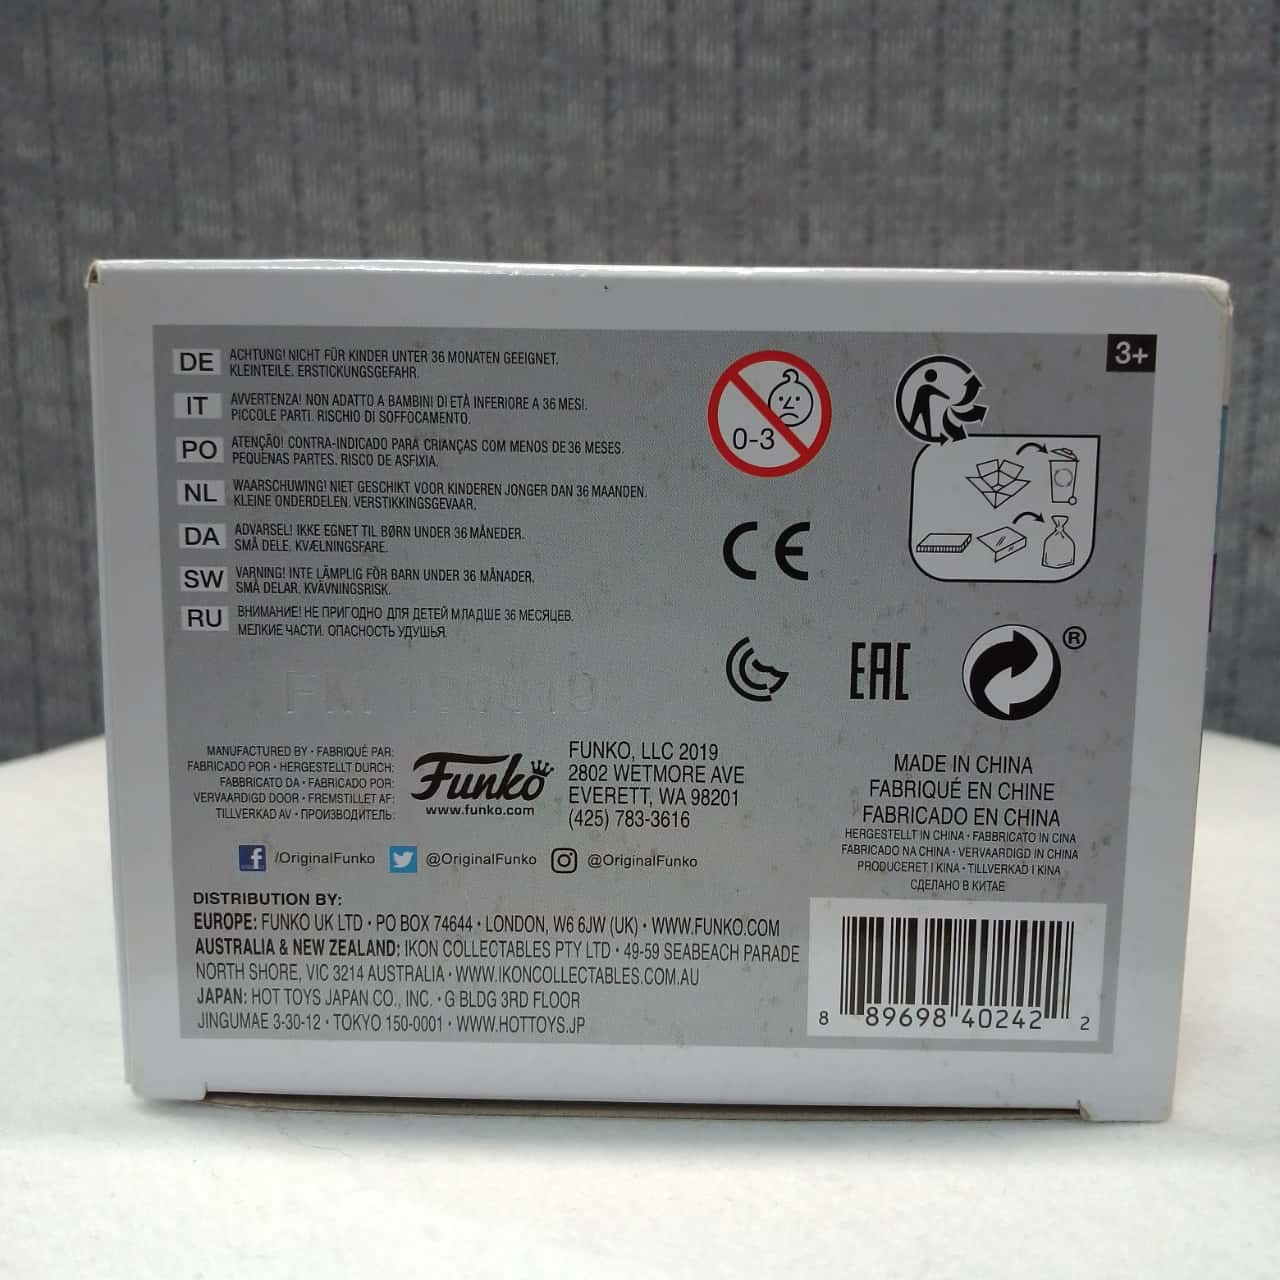 DE ACHTUNG! NICHT FÜR KINDER UNTER 36 MONATEN GEEIGNET.
KLEINTEILE. ERSTICKUNGSGEFAHR.
IT AVVERTENZA! NON ADATTO A BAMBINI DI ETÀ INFERIORE A 36 MESI.
PICCOLE PARTI. RISCHIO DI SOFFOCAMENTO.
PO ATENÇÃO! CONTRA-INDICADO PARA CRIANÇAS COM MENOS DE 36 MESES.
PEQUENAS PARTES. RISCO DE ASFIXIA.
NL WAARSCHUWING! NIET GESCHIKT VOOR KINDEREN JONGER DAN 36 MAANDEN.
KLEINE ONDERDELEN. VERSTIKKINGSGEVAAR.
DA ADVARSEL! IKKE EGNET TIL BØRN UNDER 36 MÅNEDER.
SMÅ DELE. KVÆLNINGSFARE.
SW VARNING! INTE LÄMPLIG FÖR BARN UNDER 36 MÅNADER.
SMÅ DELAR. KVÄVNINGSRISK.
RU ВНИМАНИЕ! НЕ ПРИГОДНО ДЛЯ ДЕТЕЙ МЛАДШЕ 36 МЕСЯЦЕВ.
МЕЛКИЕ ЧАСТИ. ОПАСНОСТЬ УДУШЬЯ.
0-3
3+
CE
EAC
®
MANUFACTURED BY • FABRIQUÉ PAR:
FABRICADO POR • HERGESTELLT DURCH:
FABBRICATO DA • FABRICADO POR:
VERVAARDIGD DOOR • FREMSTILLET AF:
TILLVERKAD AV • ПРОИЗВОДИТЕЛЬ:
Funko
www.funko.com
FUNKO, LLC 2019
2802 WETMORE AVE
EVERETT, WA 98201
(425) 783-3616
/OriginalFunko @OriginalFunko @OriginalFunko
MADE IN CHINA
FABRIQUÉ EN CHINE
FABRICADO EN CHINA
HERGESTELLT IN CHINA • FABBRICATO IN CINA
FABRICADO NA CHINA • VERVAARDIGD IN CHINA
PRODUCERET I KINA • TILLVERKAD I KINA
СДЕЛАНО В КИТАЕ
DISTRIBUTION BY:
EUROPE: FUNKO UK LTD • PO BOX 74644 • LONDON, W6 6JW (UK) • WWW.FUNKO.COM
AUSTRALIA & NEW ZEALAND: IKON COLLECTABLES PTY LTD • 49-59 SEABEACH PARADE
NORTH SHORE, VIC 3214 AUSTRALIA • WWW.IKONCOLLECTABLES.COM.AU
JAPAN: HOT TOYS JAPAN CO., INC. • G BLDG 3RD FLOOR
JINGUMAE 3-30-12 • TOKYO 150-0001 • WWW.HOTTOYS.JP
8 89698 40242 2